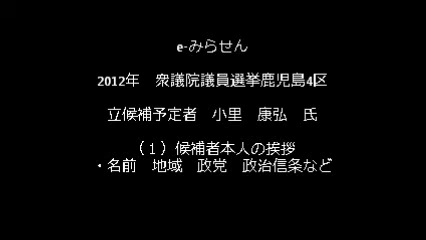 e-みらせん
2012年　衆議院議員選挙鹿児島4区
立候補予定者　小里　康弘　氏
（１）候補者本人の挨拶
・名前　地域　政党　政治信条など